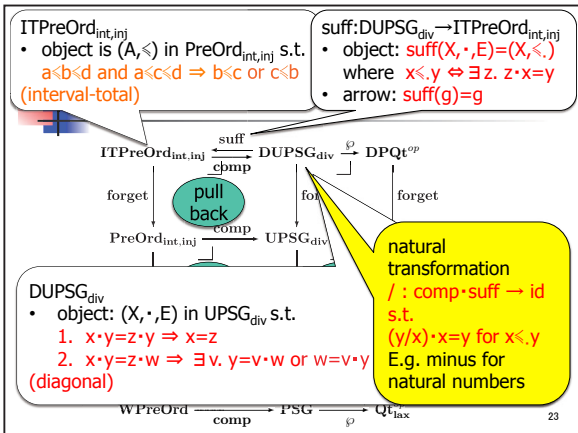 ITPreOrd_int,inj
• object is (A,≤) in PreOrd_int,inj s.t.
a≤b≤d and a≤c≤d ⇒ b≤c or c≤b
(interval-total)
suff:DUPSG_div→ITPreOrd_int,inj
• object: suff(X,・,E)=(X,≤.)
where x≤.y ⇔ ∃z. z・x=y
• arrow: suff(g)=g
ITPreOrd_int,inj suff comp DUPSG_div ℘ DPQt^op
forget pull back fo forget
PreOrd_int,inj comp UPSG_div
natural
transformation
/ : comp・suff → id
s.t.
(y/x)・x=y for x≤.y
E.g. minus for
natural numbers
DUPSG_div
• object: (X,・,E) in UPSG_div s.t.
1. x・y=z・y ⇒ x=z
2. x・y=z・w ⇒ ∃v. y=v・w or w=v・y
(diagonal)
WPreOrd comp PSG ℘ Qt_lax
23